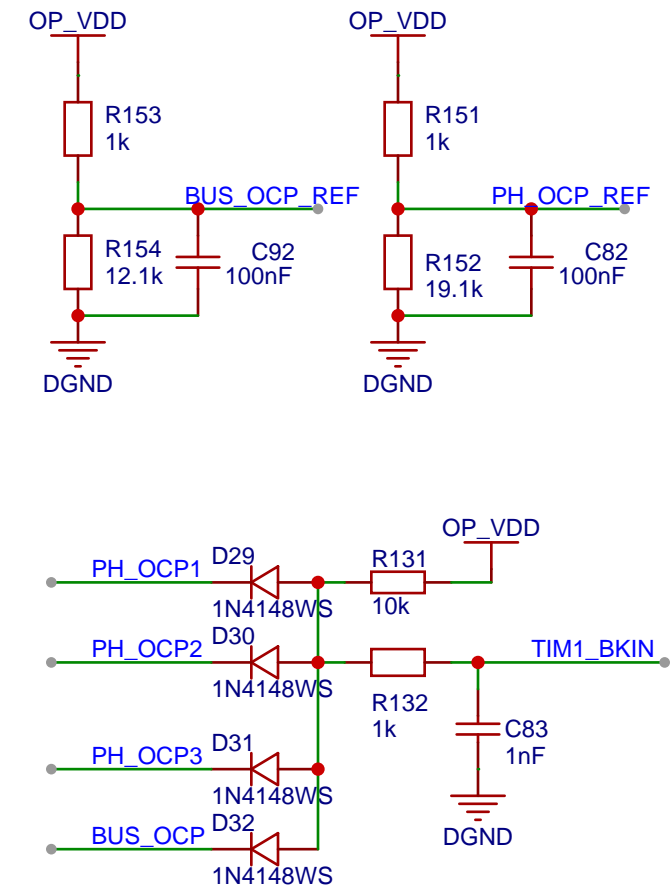 OP_VDD
R153
1k
BUS_OCP_REF
R154
12.1k
C92
100nF
DGND
OP_VDD
R151
1k
PH_OCP_REF
R152
19.1k
C82
100nF
DGND
PH_OCP1
D29
1N4148WS
OP_VDD
R131
10k
PH_OCP2
D30
1N4148WS
R132
1k
TIM1_BKIN
C83
1nF
DGND
PH_OCP3
D31
1N4148WS
BUS_OCP
D32
1N4148WS